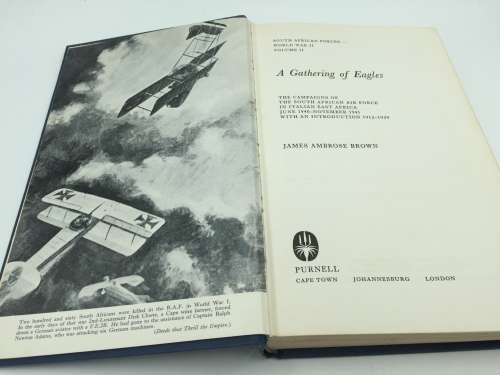 Two hundred and sixty South Africans were killed in the R.A.F. in World War I.
In the early days of that war 2nd-Lieutenant Dirk Cloete, a Cape wine farmer, forced
down a German aviator with a F.E.2B. He had gone to the assistance of Captain Ralph
Newton Adams, who was attacking six German machines. (Deeds that Thrill the Empire.)
SOUTH AFRICAN FORCES
WORLD WAR II
VOLUME II
A Gathering of Eagles
THE CAMPAIGNS OF
THE SOUTH AFRICAN AIR FORCE
IN ITALIAN EAST AFRICA
JUNE 1940–NOVEMBER 1941
WITH AN INTRODUCTION 1912–1939
JAMES AMBROSE BROWN
PURNELL
CAPE TOWN JOHANNESBURG LONDON